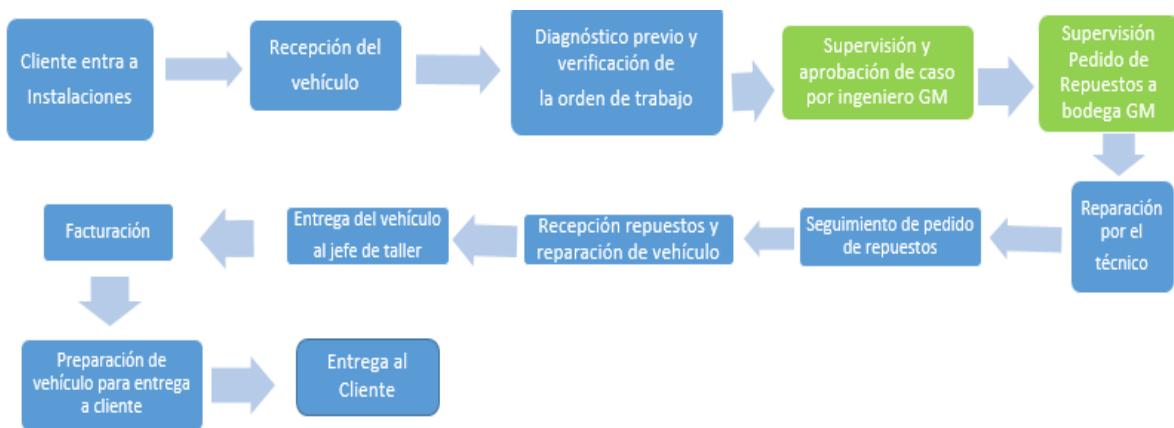 Cliente entra a
Instalaciones
Recepción del
vehículo
Diagnóstico previo y
verificación de
la orden de trabajo
Supervisión y
aprobación de caso
por ingeniero GM
Supervisión
Pedido de
Repuestos a
bodega GM
Reparación
por el
técnico
Seguimiento de pedido
de repuestos
Recepción repuestos y
reparación de vehículo
Entrega del vehículo
al jefe de taller
Facturación
Preparación de
vehículo para entrega
a cliente
Entrega al
Cliente